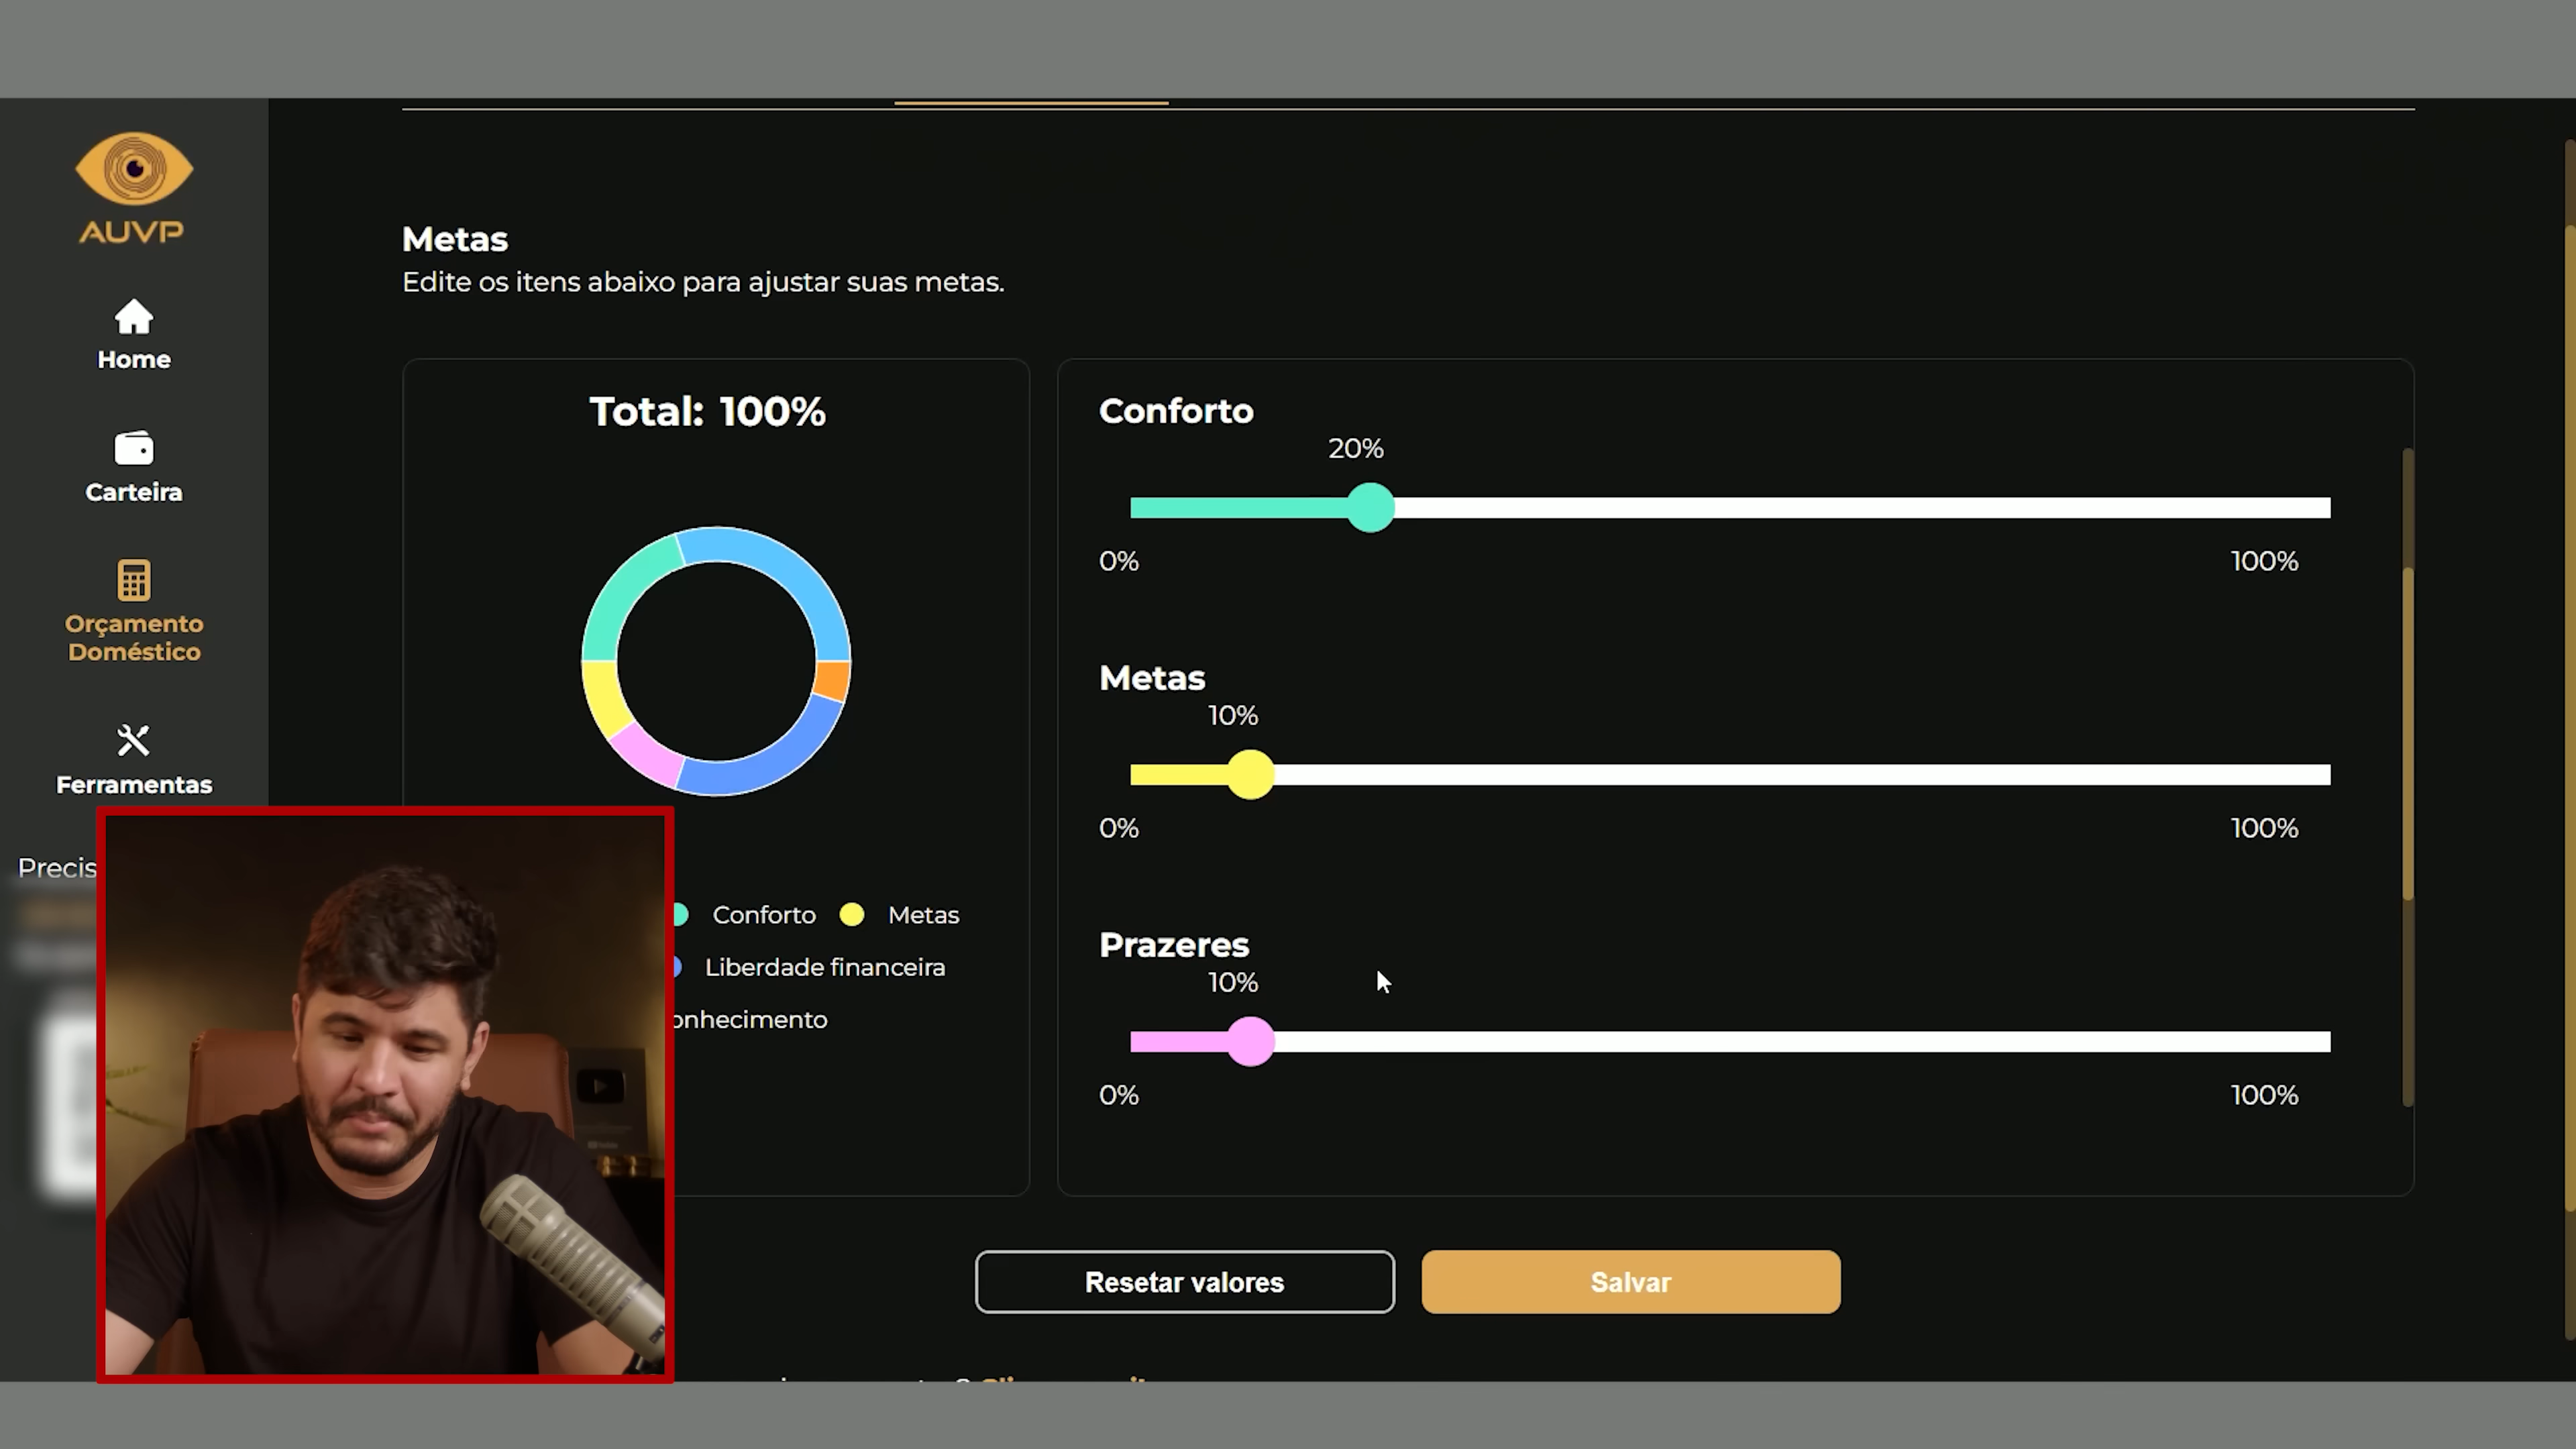 AUVP
Home
Carteira
Orçamento
Doméstico
Ferramentas
Metas
Edite os itens abaixo para ajustar suas metas.
Total: 100%
Conforto
Metas
Liberdade financeira
Conforto
20%
0%
100%
Metas
10%
0%
100%
Prazeres
10%
0%
100%
Resetar valores
Salvar